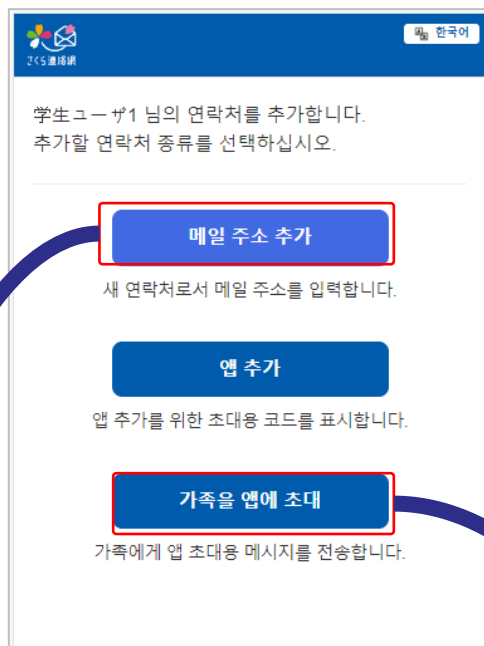 さくら連絡網
한국어
学生ユーザ1 님의 연락처를 추가합니다.
추가할 연락처 종류를 선택하십시오.
메일 주소 추가
새 연락처로서 메일 주소를 입력합니다.
앱 추가
앱 추가를 위한 초대용 코드를 표시합니다.
가족을 앱에 초대
가족에게 앱 초대용 메시지를 전송합니다.